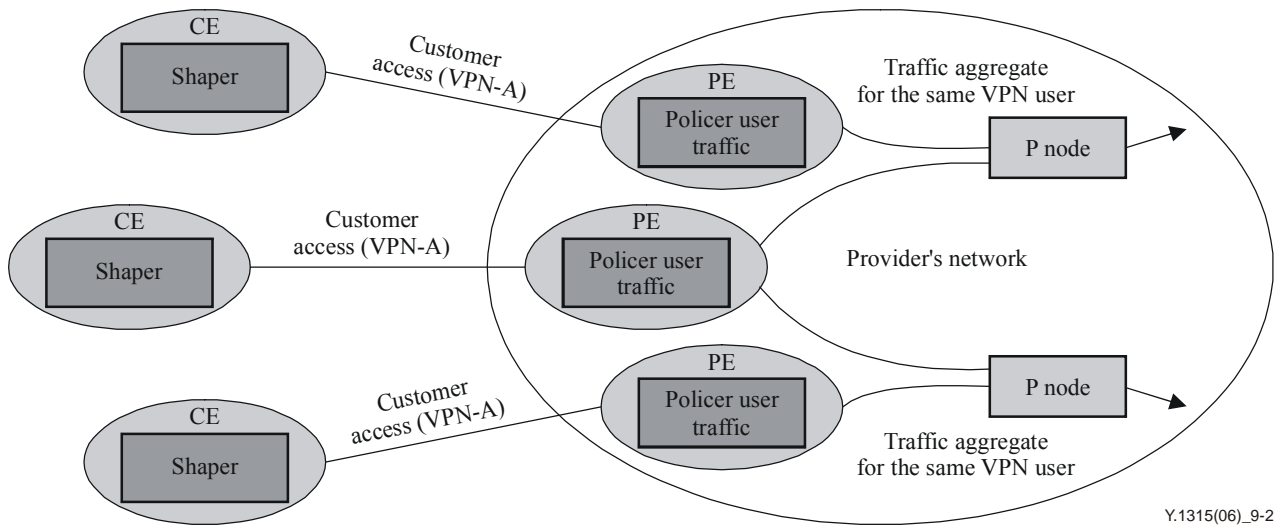 CE
Shaper
Customer
access (VPN-A)
PE
Policer user
traffic
Traffic aggregate
for the same VPN user
P node
CE
Shaper
Customer
access (VPN-A)
PE
Policer user
traffic
Provider's network
CE
Shaper
Customer
access (VPN-A)
PE
Policer user
traffic
P node
Traffic aggregate
for the same VPN user
Y.1315(06)_9-2